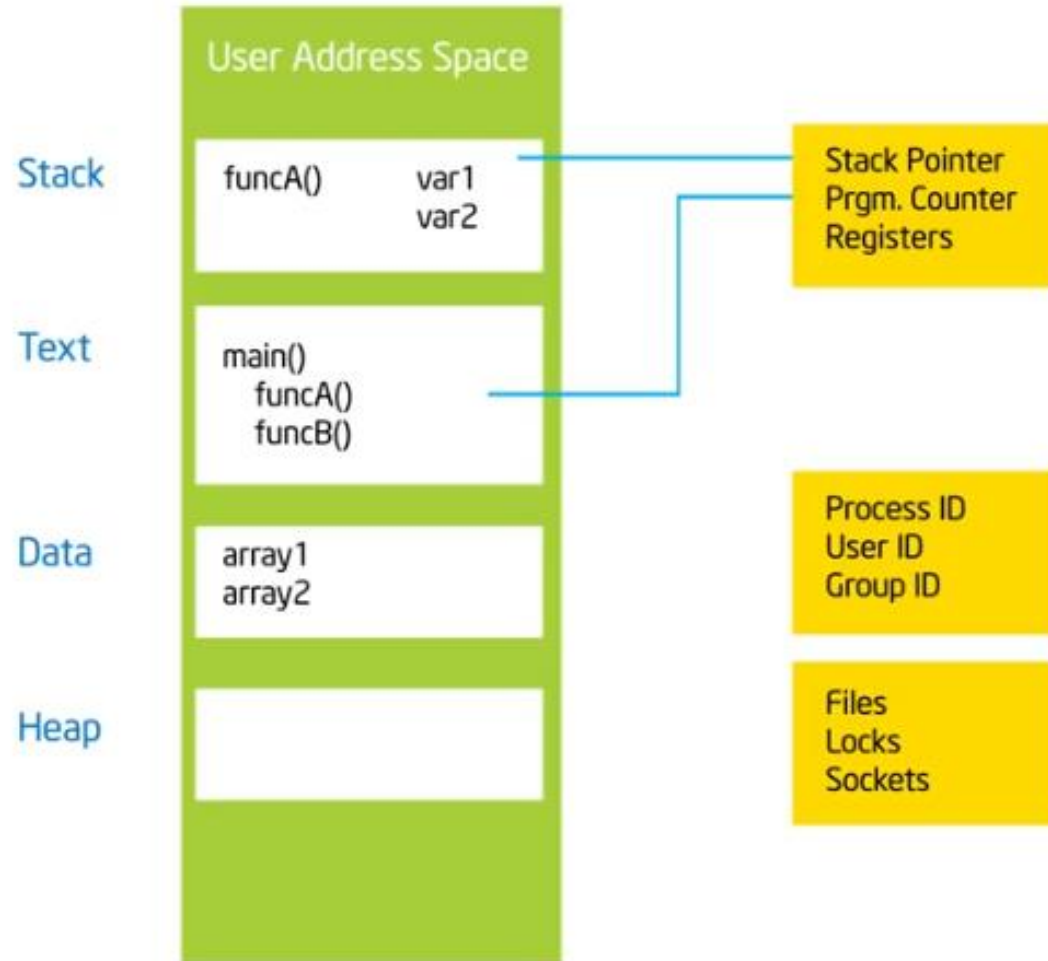 User Address Space
Stack
funcA() var1
var2
Text
main()
funcA()
funcB()
Data
array1
array2
Heap
Stack Pointer
Prgm. Counter
Registers
Process ID
User ID
Group ID
Files
Locks
Sockets